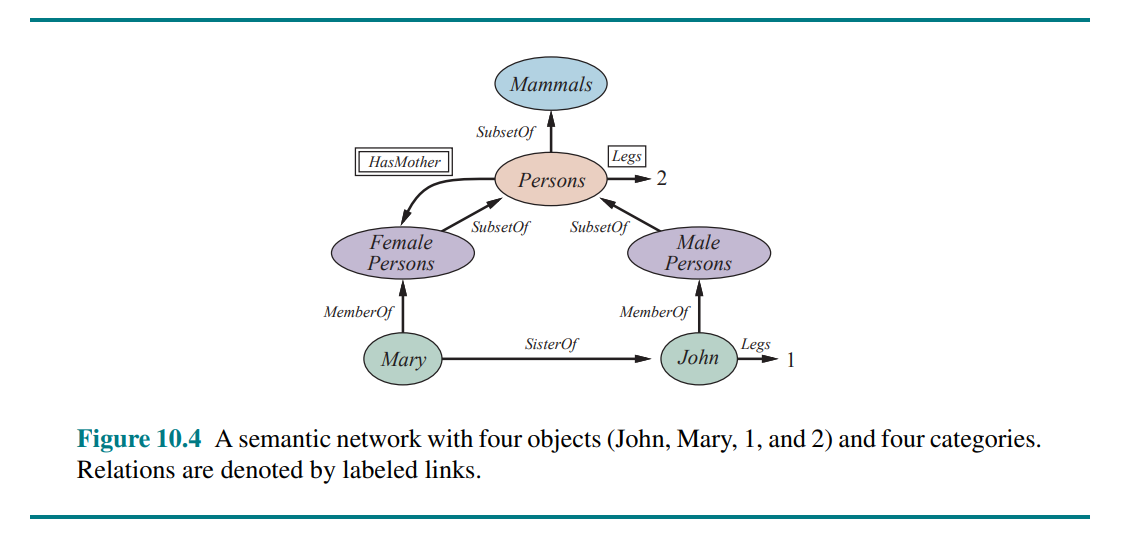 Mammals
SubsetOf
HasMother
Legs
Persons
2
SubsetOf
SubsetOf
Female
Persons
Male
Persons
MemberOf
MemberOf
Mary
SisterOf
John
Legs
1
Figure 10.4 A semantic network with four objects (John, Mary, 1, and 2) and four categories.
Relations are denoted by labeled links.